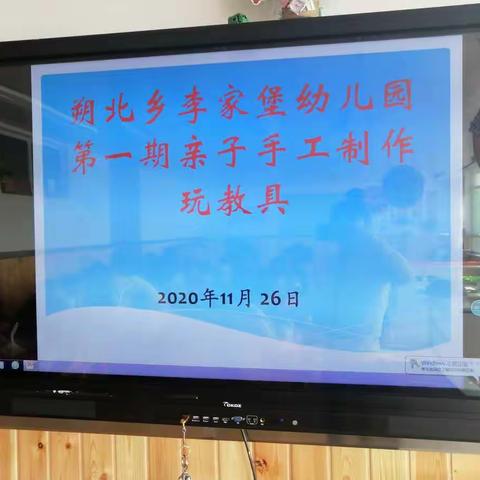 朔北乡李家堡幼儿园
第一期亲子手工制作
玩教具
2020年11月26日